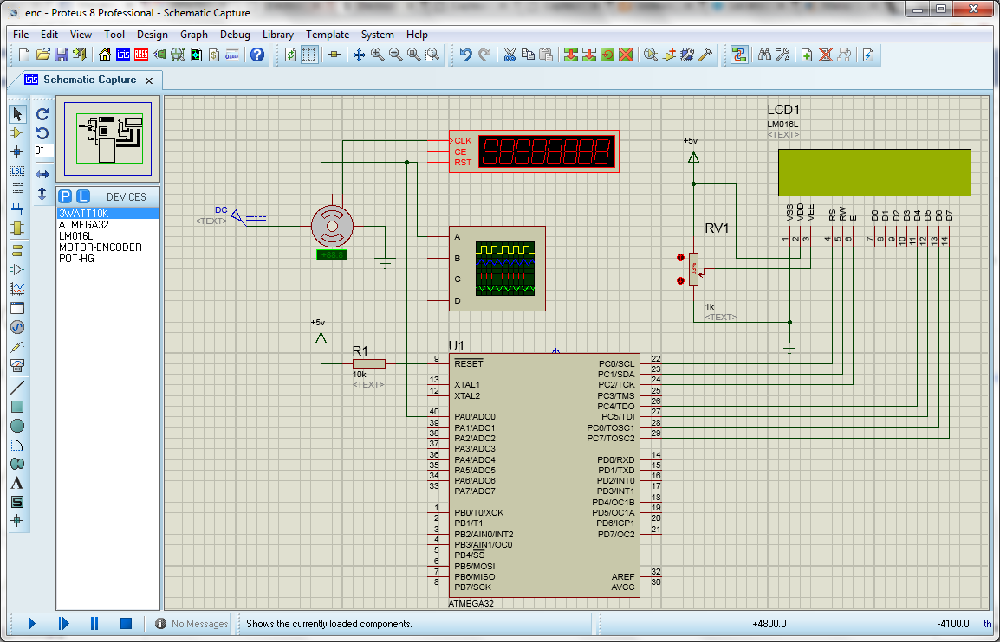 enc - Proteus 8 Professional - Schematic Capture
File Edit View Tool Design Graph Debug Library Template System Help
Schematic Capture
0°
LBL
P L DEVICES
3WATT10K
ATMEGA32
LM016L
MOTOR-ENCODER
POT-HG
LCD1
LM016L
<TEXT>
CLK
CE
RST
+5v
DC
<TEXT>
VSS
VDD
VEE
RS
RW
E
D0
D1
D2
D3
D4
D5
D6
D7
1
2
3
4
5
6
7
8
9
10
11
12
13
14
RV1
33%
1k
<TEXT>
A
B
C
D
+5v
R1
10k
<TEXT>
U1
9 RESET PC0/SCL 22
PC1/SDA 23
13 XTAL1 PC2/TCK 24
12 XTAL2 PC3/TMS 25
PC4/TDO 26
40 PA0/ADC0 PC5/TDI 27
39 PA1/ADC1 PC6/TOSC1 28
38 PA2/ADC2 PC7/TOSC2 29
37 PA3/ADC3
36 PA4/ADC4 PD0/RXD 14
35 PA5/ADC5 PD1/TXD 15
34 PA6/ADC6 PD2/INT0 16
33 PA7/ADC7 PD3/INT1 17
PD4/OC1B 18
1 PB0/T0/XCK PD5/OC1A 19
2 PB1/T1 PD6/ICP1 20
3 PB2/AIN0/INT2 PD7/OC2 21
4 PB3/AIN1/OC0
5 PB4/SS
6 PB5/MOSI
7 PB6/MISO AREF 32
8 PB7/SCK AVCC 30
ATMEGA32
No Messages Shows the currently loaded components. +4800.0 -4100.0 th